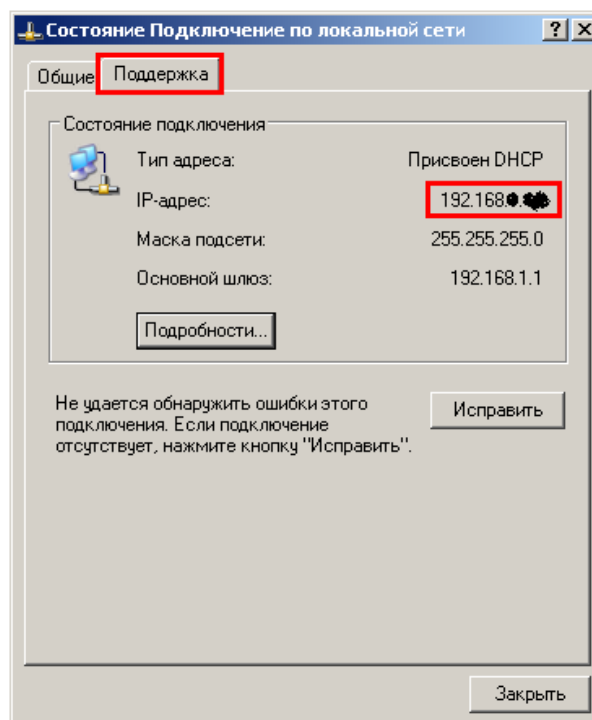 Состояние Подключение по локальной сети
Общие Поддержка
Состояние подключения
Тип адреса: Присвоен DHCP
IP-адрес: 192.168.
Маска подсети: 255.255.255.0
Основной шлюз: 192.168.1.1
Подробности...
Не удается обнаружить ошибки этого
подключения. Если подключение
отсутствует, нажмите кнопку "Исправить".
Исправить
Закрыть